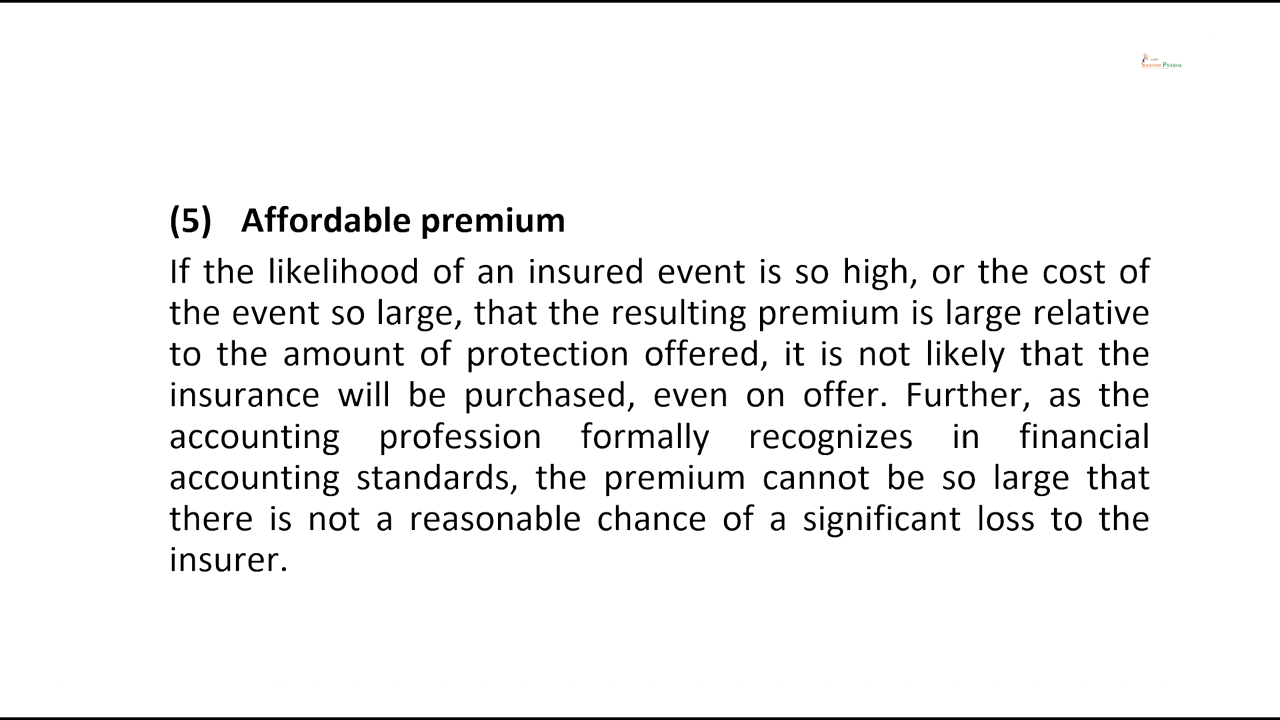 SWAYAM PRABHA
(5) Affordable premium
If the likelihood of an insured event is so high, or the cost of
the event so large, that the resulting premium is large relative
to the amount of protection offered, it is not likely that the
insurance will be purchased, even on offer. Further, as the
accounting profession formally recognizes in financial
accounting standards, the premium cannot be so large that
there is not a reasonable chance of a significant loss to the
insurer.